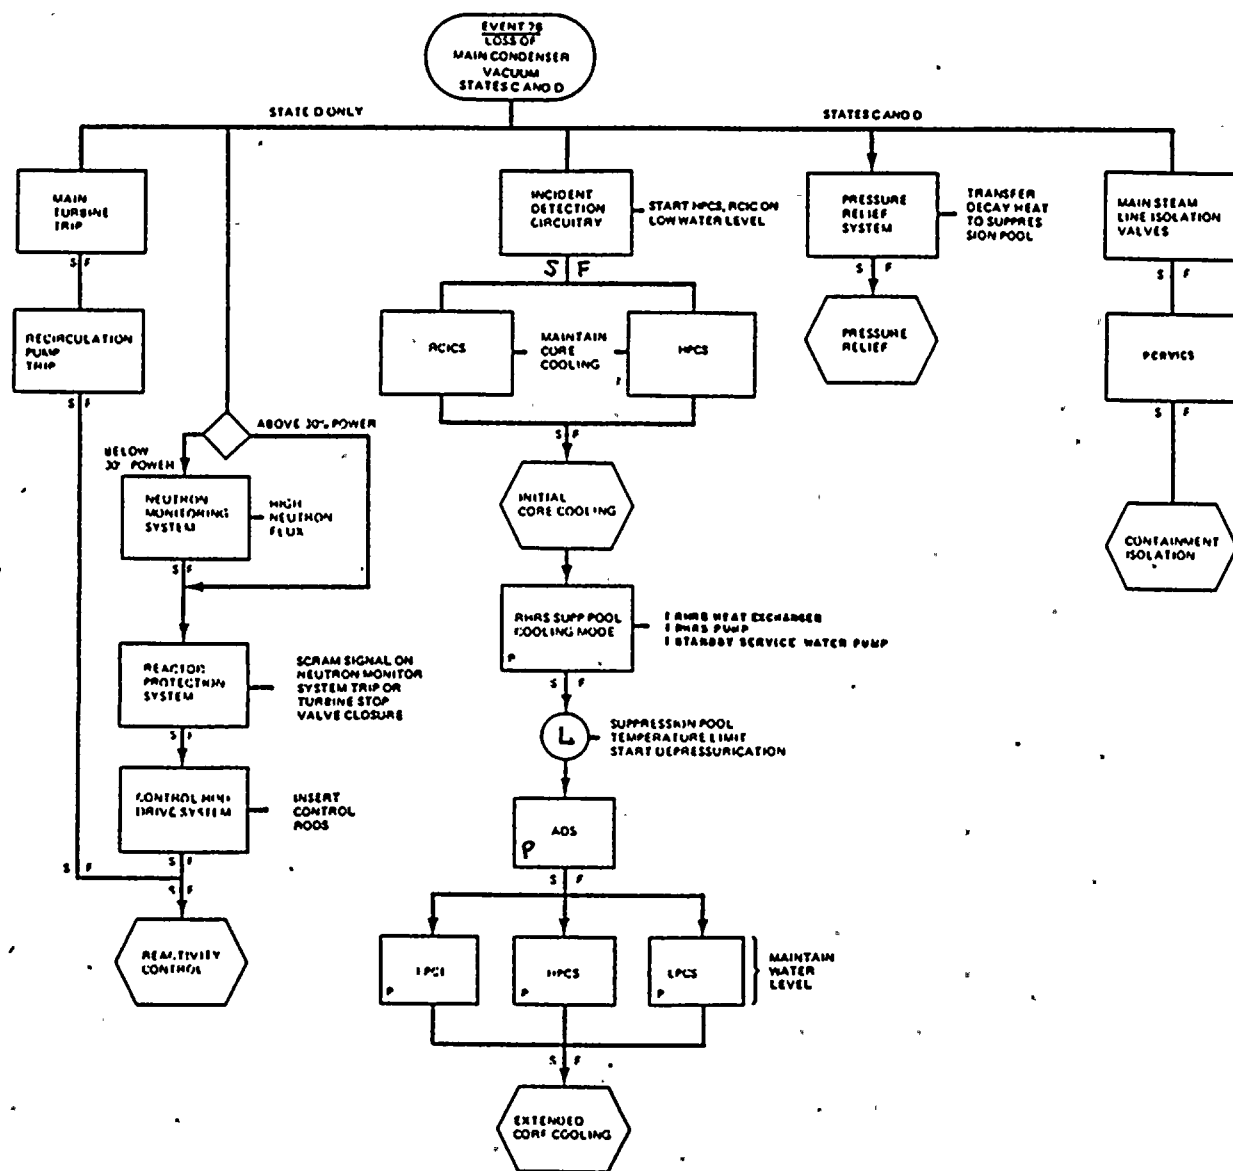 EVENT 26
LOSS OF
MAIN CONDENSER
VACUUM
STATES C AND D
STATE D ONLY
STATES C AND D
MAIN
TURBINE
TRIP
S F
RECIRCULATION
PUMP
TRIP
S F
ABOVE 30% POWER
BELOW
30% POWER
NEUTRON
MONITORING
SYSTEM
HIGH
NEUTRON
FLUX
S F
REACTOR
PROTECTION
SYSTEM
SCRAM SIGNAL ON
NEUTRON MONITOR
SYSTEM TRIP OR
TURBINE STOP
VALVE CLOSURE
S F
CONTROL ROD
DRIVE SYSTEM
INSERT
CONTROL
RODS
S F
S F
S F
REACTIVITY
CONTROL
INCIDENT
DETECTION
CIRCUITRY
START HPCS, RCIC ON
LOW WATER LEVEL
S F
RCICS
MAINTAIN
CORE
COOLING
HPCS
S F
INITIAL
CORE COOLING
RHRS SUPP POOL
COOLING MODE
P
1 RHRS HEAT EXCHANGER
1 RHRS PUMP
1 STANDBY SERVICE WATER PUMP
S F
L
SUPPRESSION POOL
TEMPERATURE LIMIT
START DEPRESSURICATION
ADS
P
S F
LPCI
P
HPCS
P
LPCS
P
MAINTAIN
WATER
LEVEL
S F
EXTENDED
CORE COOLING
PRESSURE
RELIEF
SYSTEM
TRANSFER
DECAY HEAT
TO SUPPRES
SION POOL
S F
PRESSURE
RELIEF
MAIN STEAM
LINE ISOLATION
VALVES
S F
PCRVICS
S F
CONTAINMENT
ISOLATION